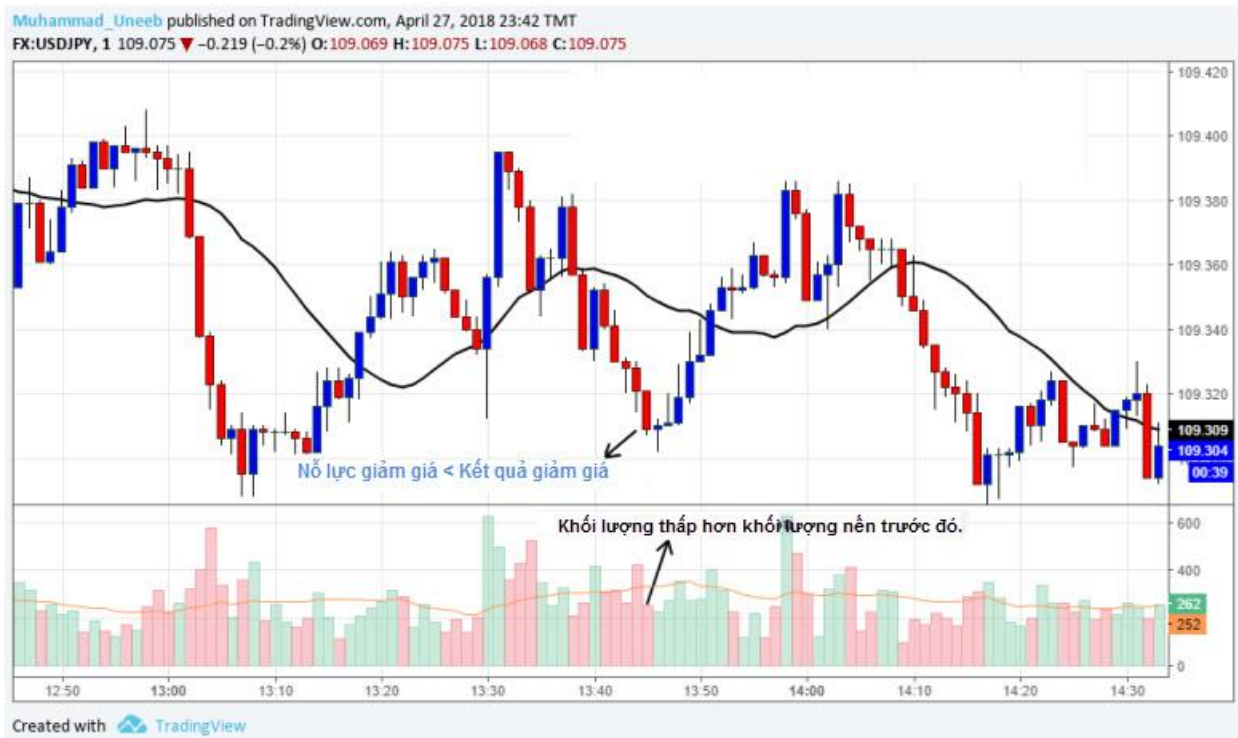 Muhammad_Uneeb published on TradingView.com, April 27, 2018 23:42 TMT
FX:USDJPY, 1 109.075 ▼ −0.219 (−0.2%) O:109.069 H:109.075 L:109.068 C:109.075
109.420
109.400
109.380
109.360
109.340
109.320
109.309
109.304
00:39
Nỗ lực giảm giá < Kết quả giảm giá
Khối lượng thấp hơn khối lượng nến trước đó.
600
400
262
252
0
12:50 13:00 13:10 13:20 13:30 13:40 13:50 14:00 14:10 14:20 14:30
Created with TradingView